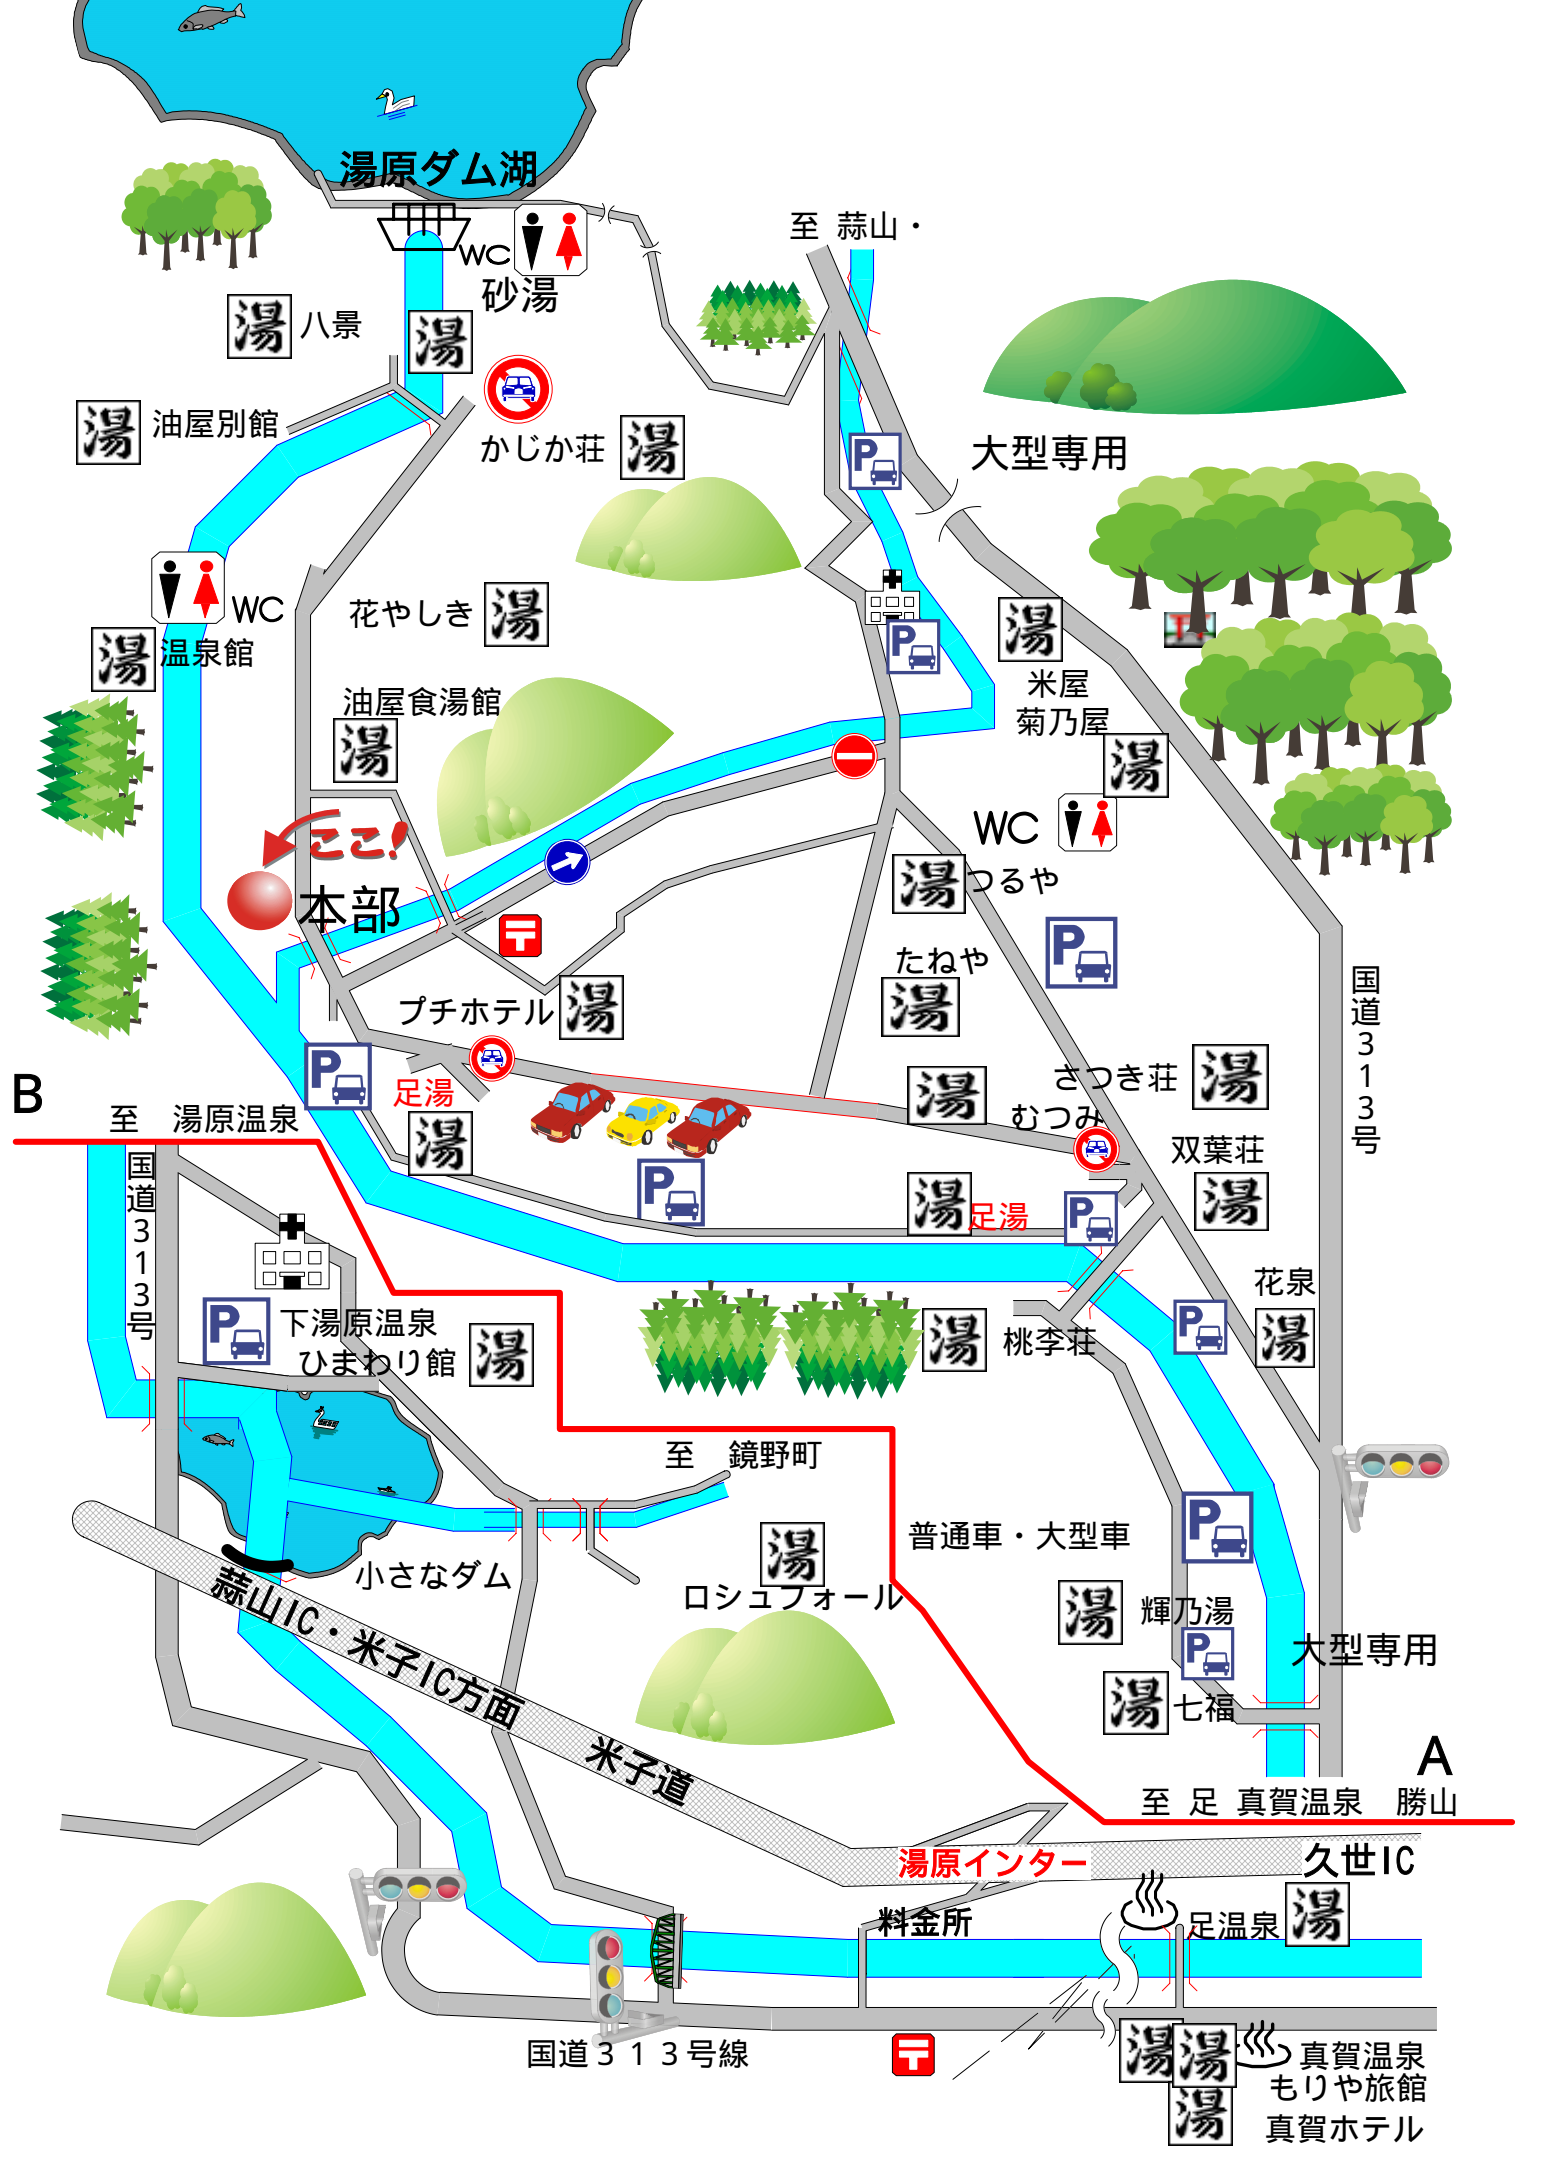 湯原ダム湖
至 蒜山・
WC
砂湯
湯
八景
湯
湯
油屋別館
かじか荘
湯
大型専用
P
WC
花やしき
湯
湯
温泉館
P
湯
米屋
菊乃屋
湯
油屋食湯館
湯
ここ!
本部
WC
湯
つるや
P
たねや
湯
〒
プチホテル
湯
国道313号
P
足湯
湯
湯
さつき荘
湯
むつみ
双葉荘
湯
P
湯
足湯
P
B
至 湯原温泉
国道313号
P
下湯原温泉
ひまわり館
湯
湯
桃李荘
P
花泉
湯
至 鏡野町
小さなダム
湯
ロシュフォール
普通車・大型車
P
湯
輝乃湯
P
大型専用
湯
七福
A
至 足 真賀温泉 勝山
蒜山IC・米子IC方面
米子道
湯原インター
久世IC
料金所
足温泉
湯
国道313号線
〒
湯
湯
真賀温泉
もりや旅館
湯
真賀ホテル